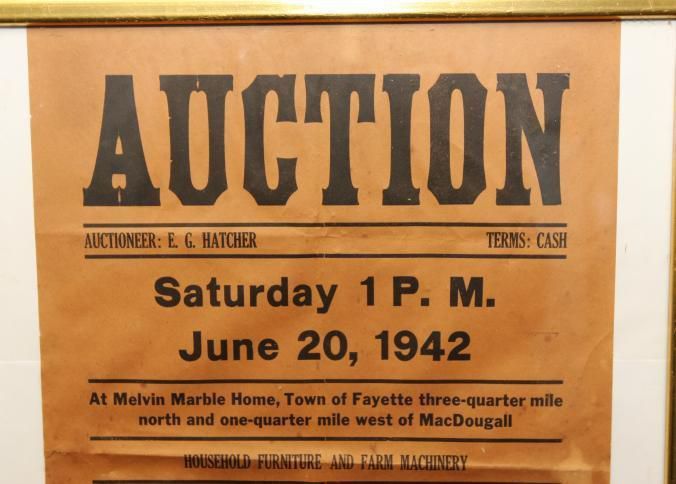 AUCTION
AUCTIONEER: E. G. HATCHER TERMS: CASH
Saturday 1 P. M.
June 20, 1942
At Melvin Marble Home, Town of Fayette three-quarter mile
north and one-quarter mile west of MacDougall
HOUSEHOLD FURNITURE AND FARM MACHINERY